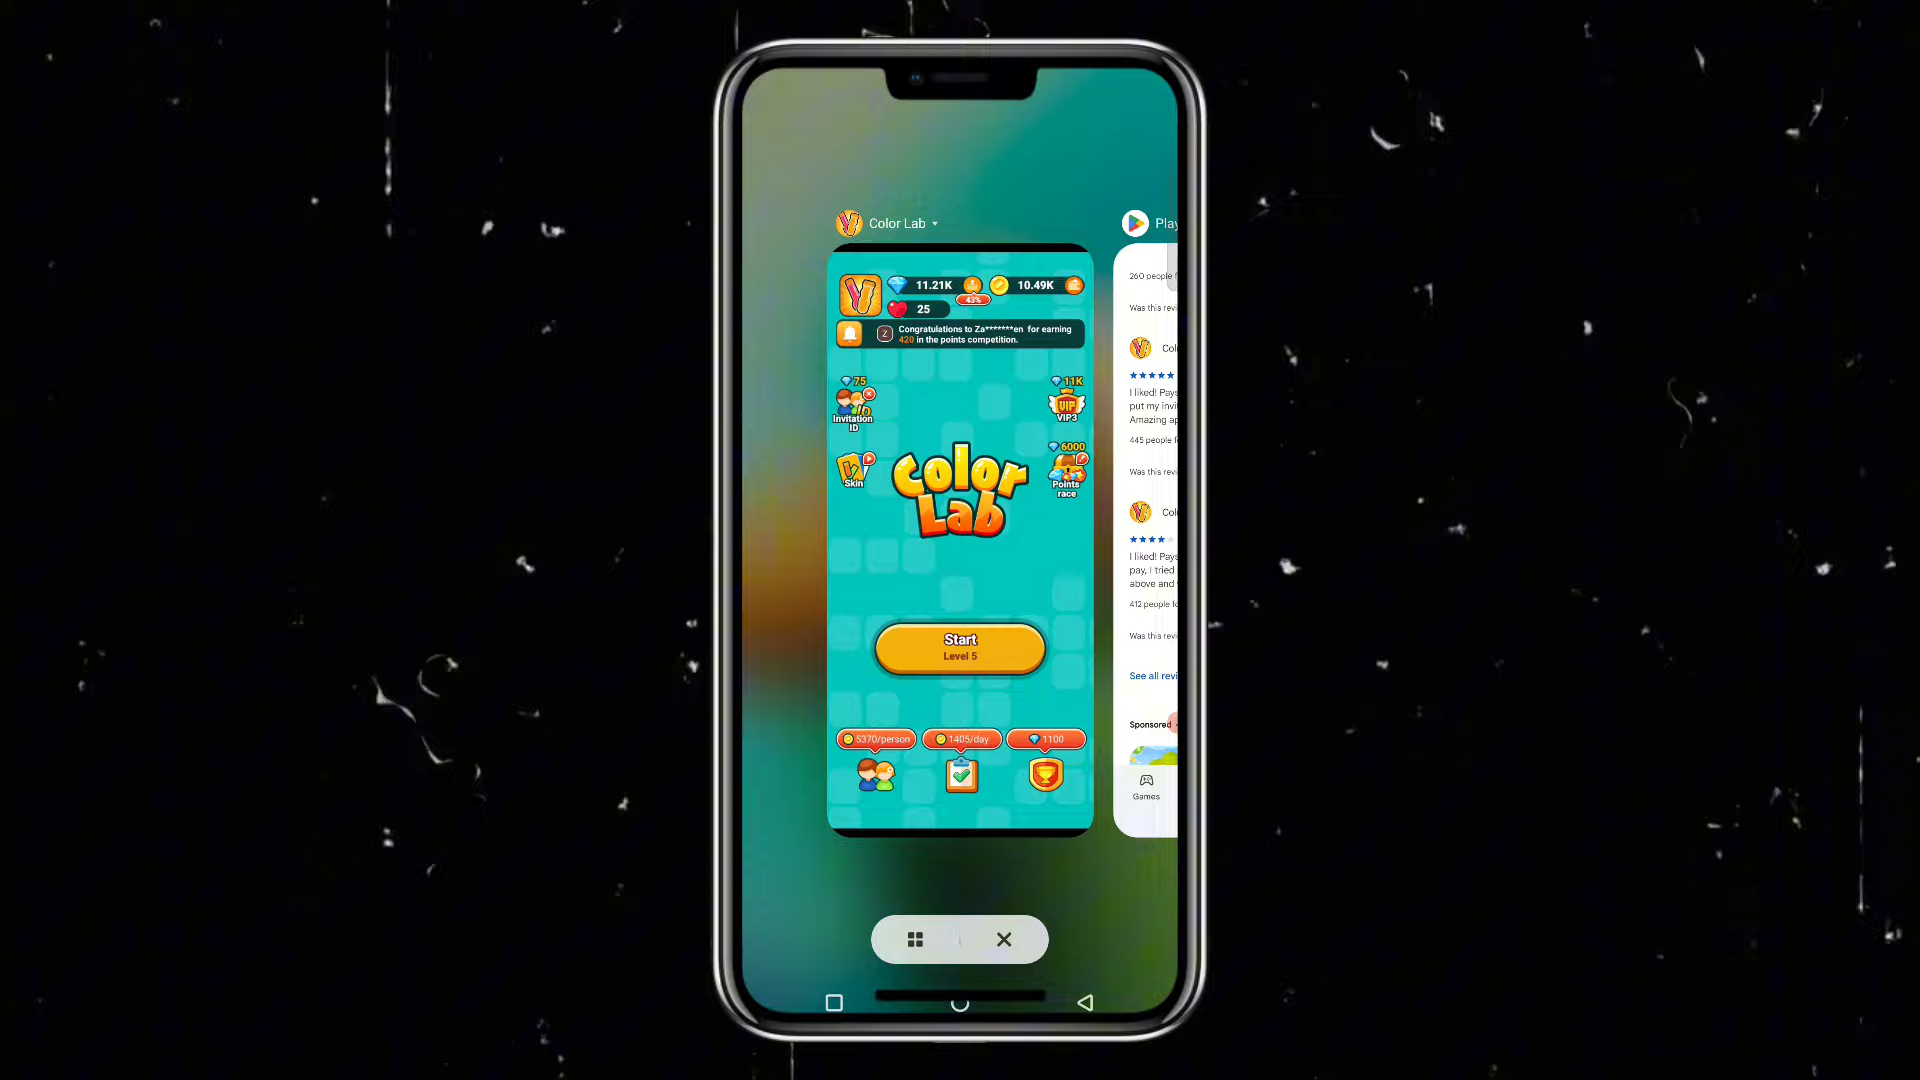 Color Lab
Play
11.21K
10.49K
43%
25
Z
Congratulations to Za*******en for earning
420 in the points competition.
75
Invitation
ID
11K
VIP
VIP3
Skin
6000
Points
race
Color
Lab
Start
Level 5
5370/person
1405/day
1100
260 people
Was this revi
Col
I liked! Pays
put my invi
Amazing ap
445 people fo
Was this revi
Col
I liked! Pays
pay, I tried
above and
412 people fo
Was this revi
See all revi
Sponsored
Games